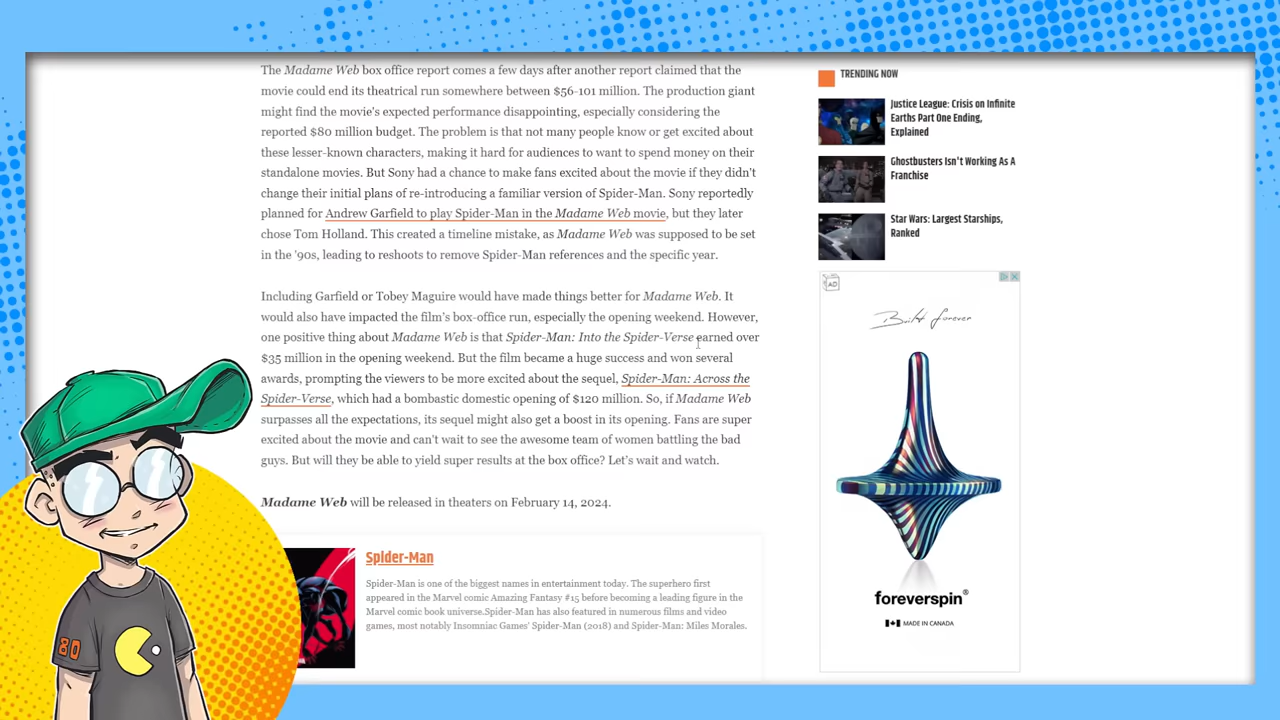 The Madame Web box office report comes a few days after another report claimed that the
movie could end its theatrical run somewhere between $56-101 million. The production giant
might find the movie's expected performance disappointing, especially considering the
reported $80 million budget. The problem is that not many people know or get excited about
these lesser-known characters, making it hard for audiences to want to spend money on their
standalone movies. But Sony had a chance to make fans excited about the movie if they didn't
change their initial plans of re-introducing a familiar version of Spider-Man. Sony reportedly
planned for Andrew Garfield to play Spider-Man in the Madame Web movie, but they later
chose Tom Holland. This created a timeline mistake, as Madame Web was supposed to be set
in the '90s, leading to reshoots to remove Spider-Man references and the specific year.
Including Garfield or Tobey Maguire would have made things better for Madame Web. It
would also have impacted the film's box-office run, especially the opening weekend. However,
one positive thing about Madame Web is that Spider-Man: Into the Spider-Verse earned over
$35 million in the opening weekend. But the film became a huge success and won several
awards, prompting the viewers to be more excited about the sequel, Spider-Man: Across the
Spider-Verse, which had a bombastic domestic opening of $120 million. So, if Madame Web
surpasses all the expectations, its sequel might also get a boost in its opening. Fans are super
excited about the movie and can't wait to see the awesome team of women battling the bad
guys. But will they be able to yield super results at the box office? Let's wait and watch.
Madame Web will be released in theaters on February 14, 2024.
Spider-Man
Spider-Man is one of the biggest names in entertainment today. The superhero first
appeared in the Marvel comic Amazing Fantasy #15 before becoming a leading figure in the
Marvel comic book universe.Spider-Man has also featured in numerous films and video
games, most notably Insomniac Games' Spider-Man (2018) and Spider-Man: Miles Morales.
80
TRENDING NOW
Justice League: Crisis on Infinite
Earths Part One Ending,
Explained
Ghostbusters Isn't Working As A
Franchise
Star Wars: Largest Starships,
Ranked
AD
Built forever
foreverspin®
MADE IN CANADA